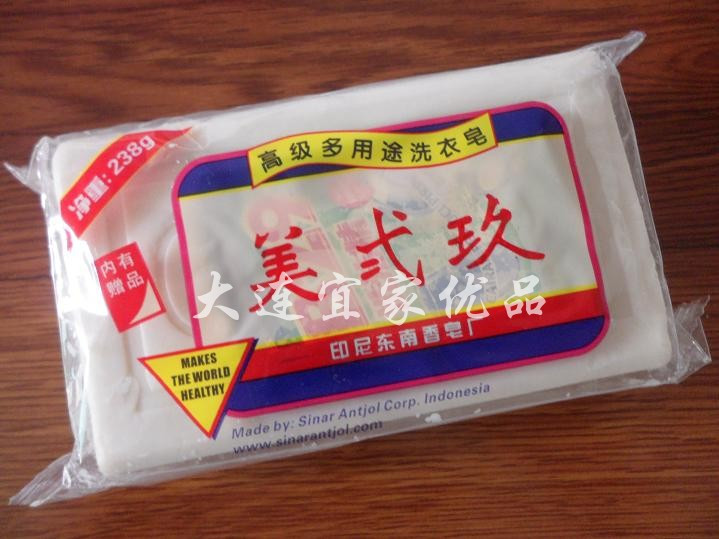 净重:238g
高级多用途洗衣皂
内有
赠品
美弍玖
大连宜家优品
印尼东南香皂厂
MAKES
THE WORLD
HEALTHY
Made by: Sinar Antjol Corp. Indonesia
www.sinarantjol.com